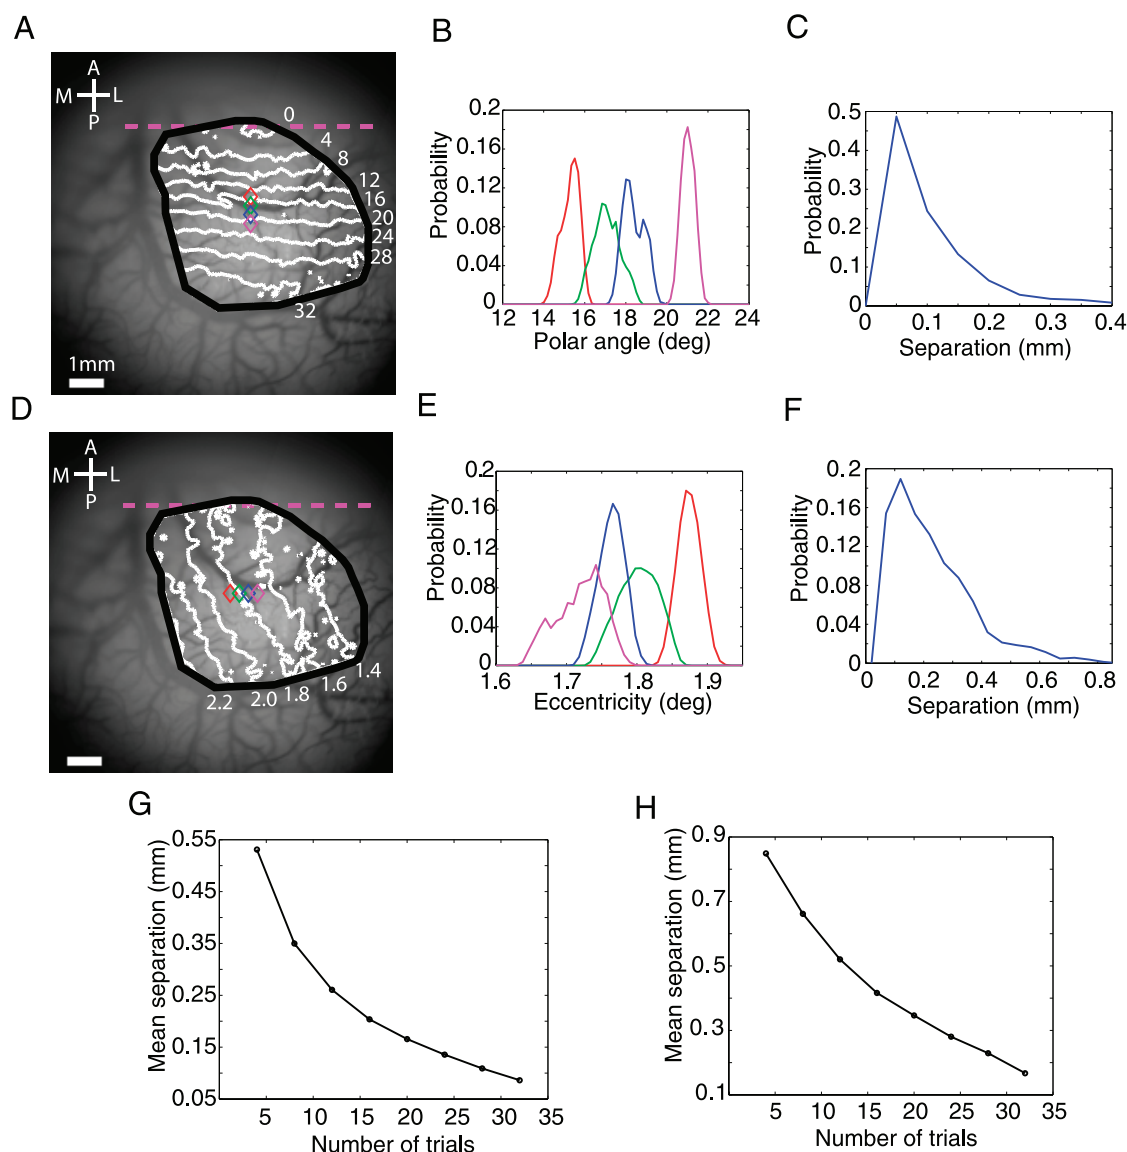 A
A
M L
P
0
4
8
12
16
20
24
28
32
1mm
B
Probability
0.2
0.16
0.12
0.08
0.04
0
12 14 16 18 20 22 24
Polar angle (deg)
C
Probability
0.5
0.4
0.3
0.2
0.1
0
0 0.1 0.2 0.3 0.4
Separation (mm)
D
A
M L
P
2.2 2.0 1.8 1.6 1.4
E
Probability
0.2
0.16
0.12
0.08
0.04
0
1.6 1.7 1.8 1.9
Eccentricity (deg)
F
Probability
0.2
0.16
0.12
0.08
0.04
0
0 0.2 0.4 0.6 0.8
Separation (mm)
G
Mean separation (mm)
0.55
0.45
0.35
0.25
0.15
0.05
5 10 15 20 25 30 35
Number of trials
H
Mean separation (mm)
0.9
0.7
0.5
0.3
0.1
5 10 15 20 25 30 35
Number of trials